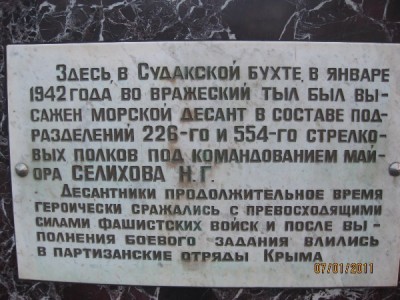 Здесь, в Судакской бухте, в январе
1942 года во вражеский тыл был вы-
сажен морской десант в составе под-
разделений 226-го и 554-го стрелко-
вых полков под командованием май-
ора СЕЛИХОВА Н.Г.
Десантники продолжительное время
героически сражались с превосходящими
силами фашистских войск и после вы-
полнения боевого задания влились
в партизанские отряды Крыма
07/01/2011